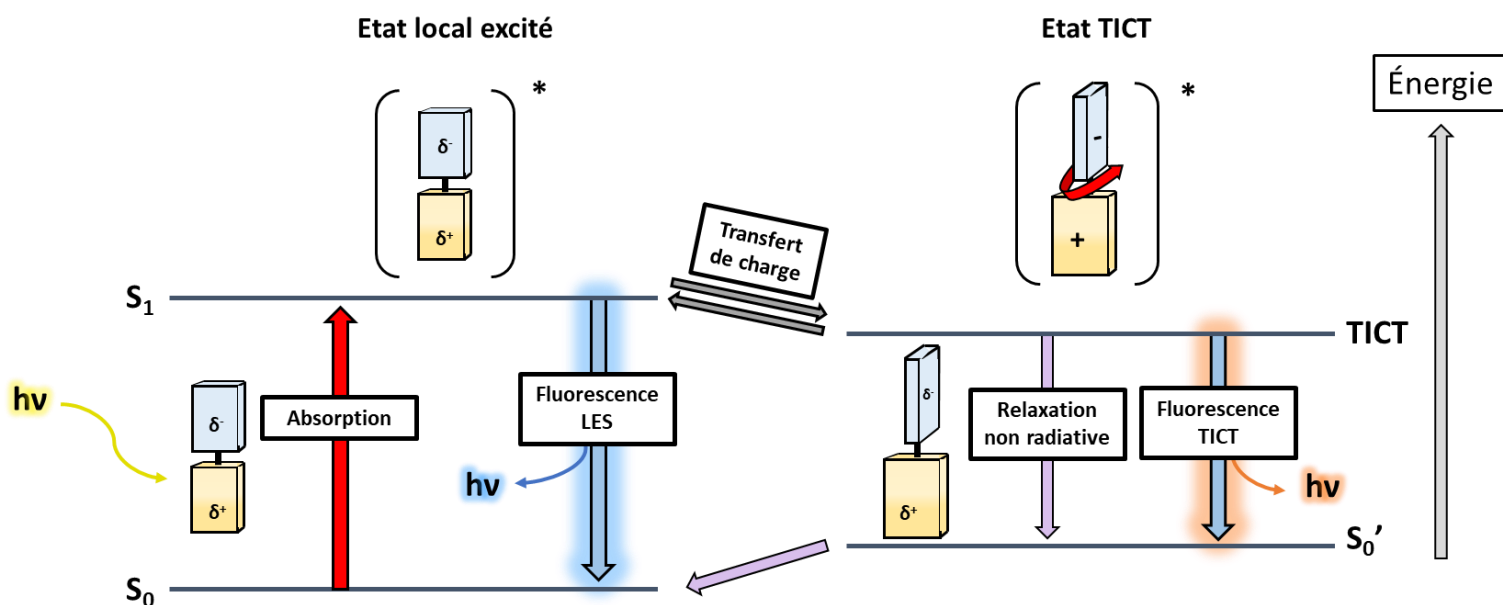 Etat local excité
Etat TICT
*
*
Énergie
δ-
δ+
-
+
Transfert
de charge
S1
TICT
hν
δ-
δ+
Absorption
Fluorescence
LES
hν
δ-
δ+
Relaxation
non radiative
Fluorescence
TICT
hν
S0'
S0